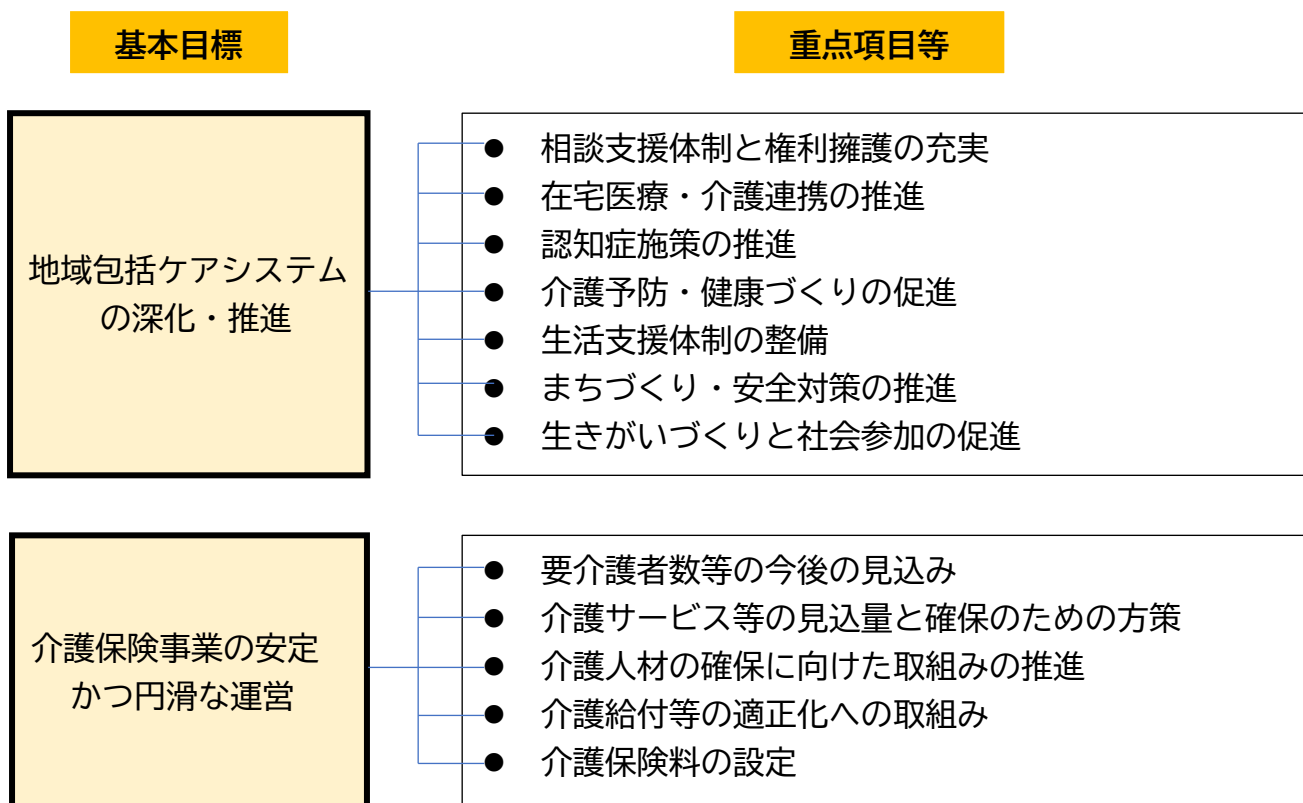 基本目標
重点項目等
地域包括ケアシステム
の深化・推進
● 相談支援体制と権利擁護の充実
● 在宅医療・介護連携の推進
● 認知症施策の推進
● 介護予防・健康づくりの促進
● 生活支援体制の整備
● まちづくり・安全対策の推進
● 生きがいづくりと社会参加の促進
介護保険事業の安定
かつ円滑な運営
● 要介護者数等の今後の見込み
● 介護サービス等の見込量と確保のための方策
● 介護人材の確保に向けた取組みの推進
● 介護給付等の適正化への取組み
● 介護保険料の設定